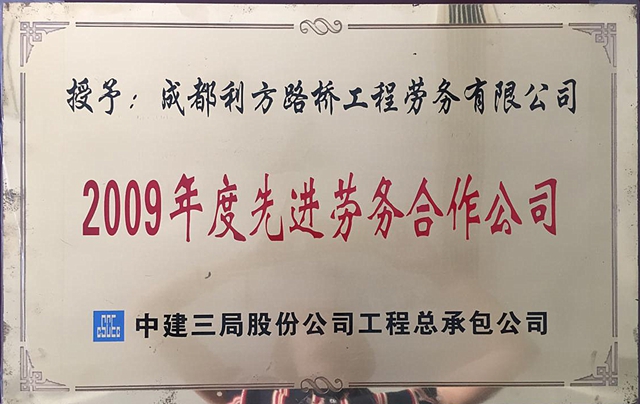 授予：成都利方路桥工程劳务有限公司
2009年度先进劳务合作公司
CSCEC 中建三局股份公司工程总承包公司